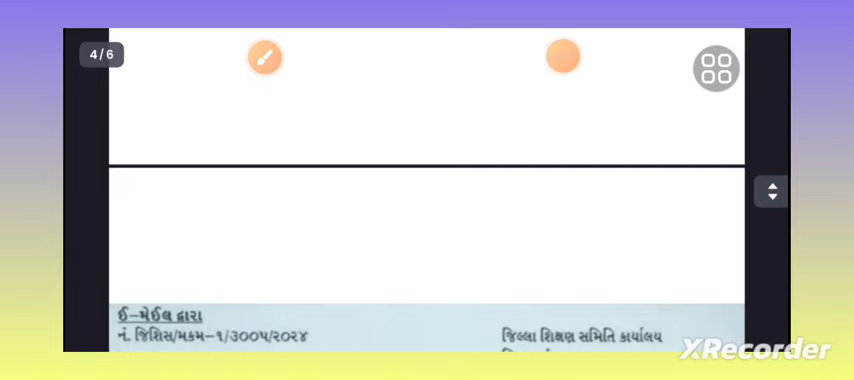 4/6
ઈ-મેઈલ દ્વારા
નં. જિશિસ/મકમ-૧/૩૦૦૫/૨૦૨૪
જિલ્લા શિક્ષણ સમિતિ કાર્યાલય
XRecorder